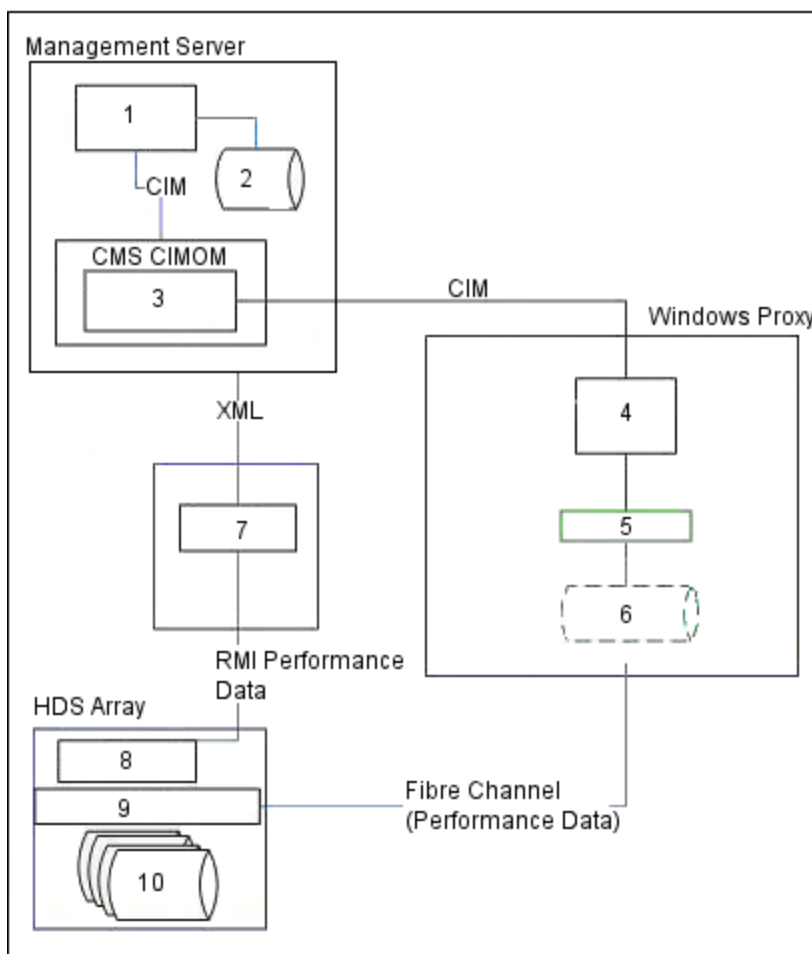 Management Server
1
2
CIM
CMS CIMOM
3
CIM
Windows Proxy
4
XML
5
7
6
RMI Performance
Data
HDS Array
8
9
Fibre Channel
(Performance Data)
10